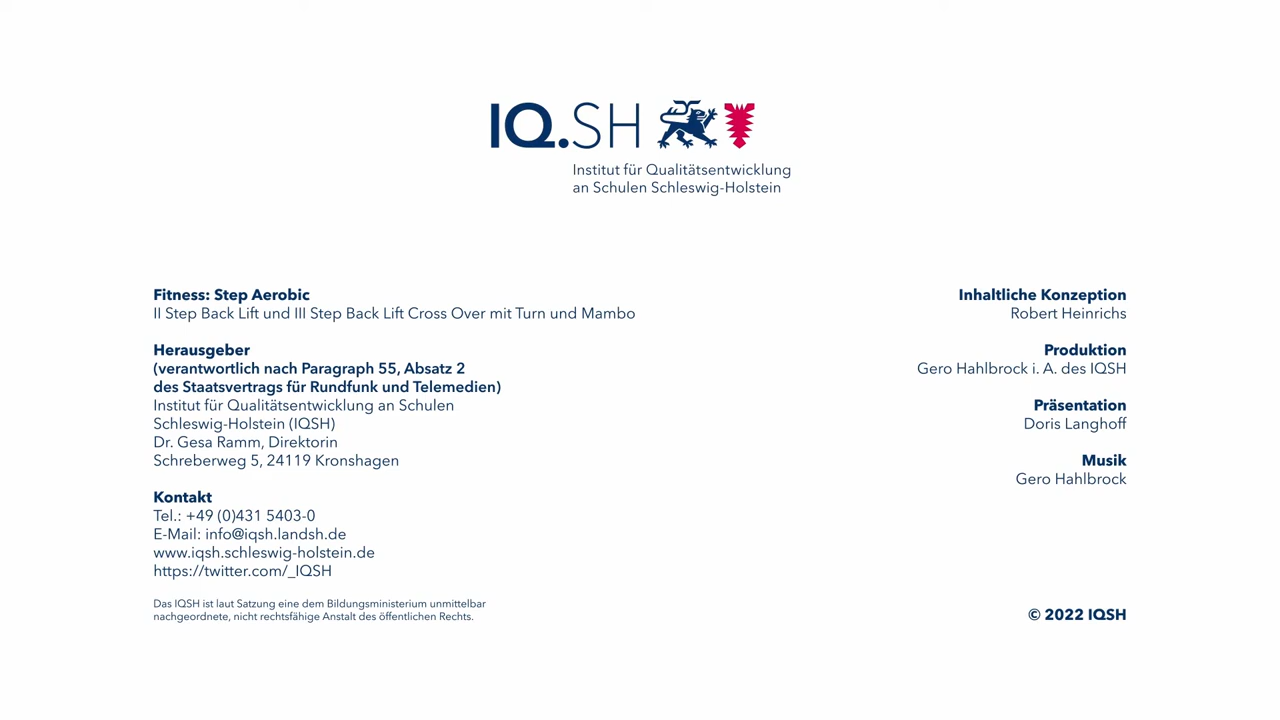 IQ.SH
Institut für Qualitätsentwicklung
an Schulen Schleswig-Holstein
Fitness: Step Aerobic
II Step Back Lift und III Step Back Lift Cross Over mit Turn und Mambo
Herausgeber
(verantwortlich nach Paragraph 55, Absatz 2
des Staatsvertrags für Rundfunk und Telemedien)
Institut für Qualitätsentwicklung an Schulen
Schleswig-Holstein (IQSH)
Dr. Gesa Ramm, Direktorin
Schreberweg 5, 24119 Kronshagen
Kontakt
Tel.: +49 (0)431 5403-0
E-Mail: info@iqsh.landsh.de
www.iqsh.schleswig-holstein.de
https://twitter.com/_IQSH
Das IQSH ist laut Satzung eine dem Bildungsministerium unmittelbar
nachgeordnete, nicht rechtsfähige Anstalt des öffentlichen Rechts.
Inhaltliche Konzeption
Robert Heinrichs
Produktion
Gero Hahlbrock i. A. des IQSH
Präsentation
Doris Langhoff
Musik
Gero Hahlbrock
© 2022 IQSH